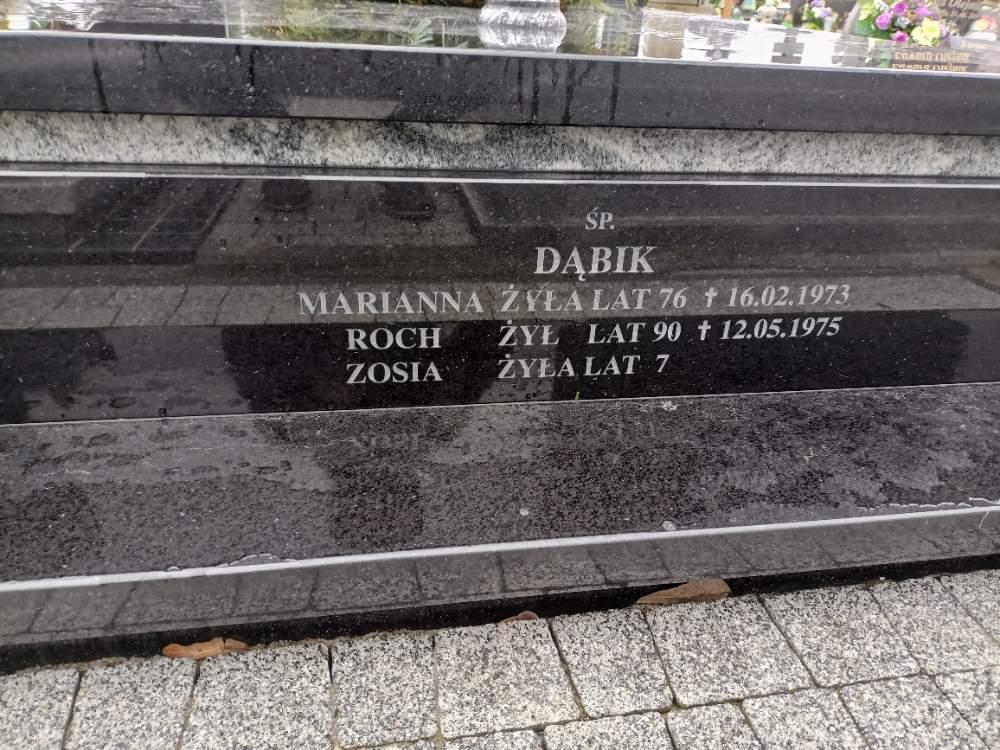 ŚP.
DĄBIK
MARIANNA ŻYŁA LAT 76 † 16.02.1973
ROCH ŻYŁ LAT 90 † 12.05.1975
ZOSIA ŻYŁA LAT 7